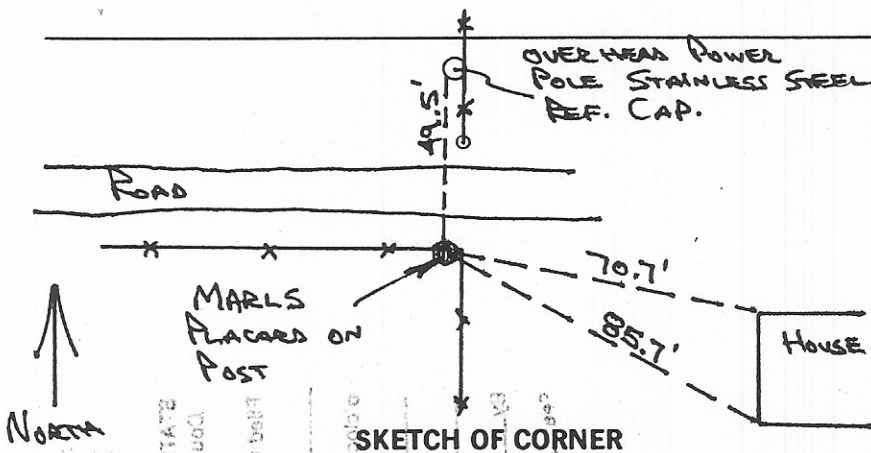 OVERHEAD POWER
POLE STAINLESS STEEL
REF. CAP.
49.5'
ROAD
70.7'
85.7'
MARLS
PLACARD ON
POST
HOUSE
NORTH
SKETCH OF CORNER